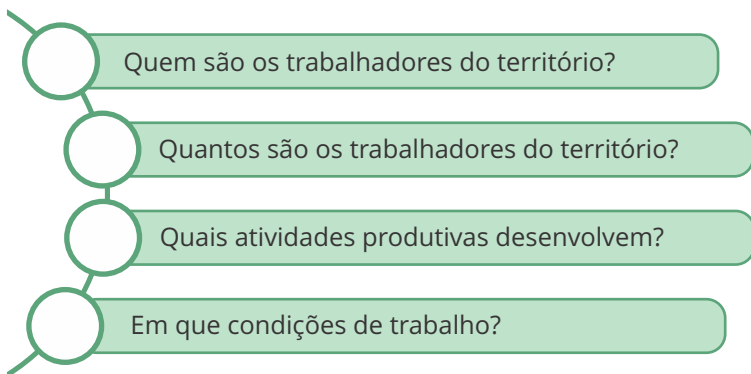 Quem são os trabalhadores do território?
Quantos são os trabalhadores do território?
Quais atividades produtivas desenvolvem?
Em que condições de trabalho?